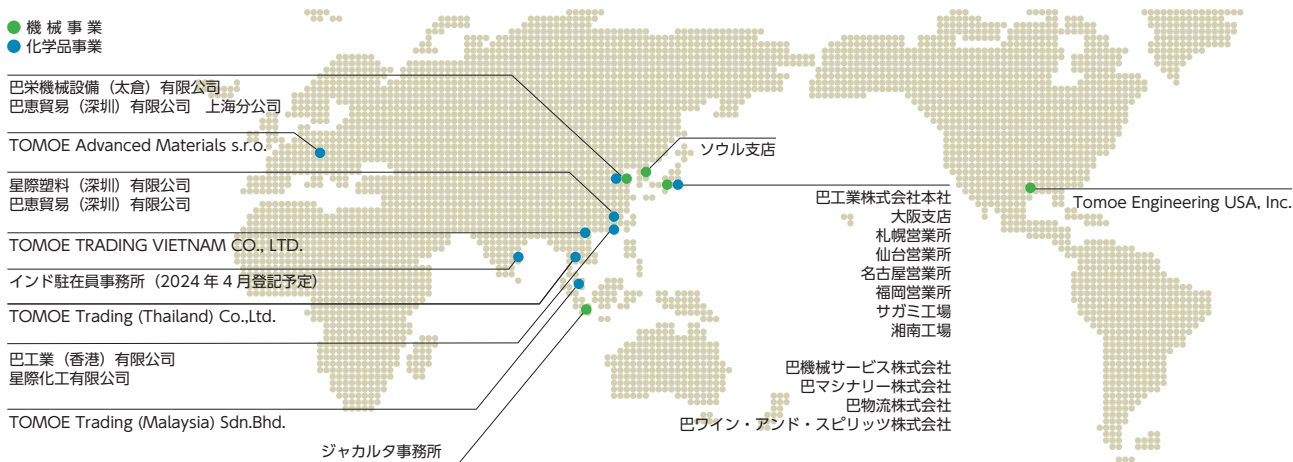 機械事業
化学品事業
巴栄機械設備（太倉）有限公司
巴恵貿易（深圳）有限公司　上海分公司
TOMOE Advanced Materials s.r.o.
星際塑料（深圳）有限公司
巴恵貿易（深圳）有限公司
TOMOE TRADING VIETNAM CO., LTD.
インド駐在員事務所（2024年4月登記予定）
TOMOE Trading (Thailand) Co.,Ltd.
巴工業（香港）有限公司
星際化工有限公司
TOMOE Trading (Malaysia) Sdn.Bhd.
ジャカルタ事務所
ソウル支店
巴工業株式会社本社
大阪支店
札幌営業所
仙台営業所
名古屋営業所
福岡営業所
サガミ工場
湘南工場
巴機械サービス株式会社
巴マシナリー株式会社
巴物流株式会社
巴ワイン・アンド・スピリッツ株式会社
Tomoe Engineering USA, Inc.